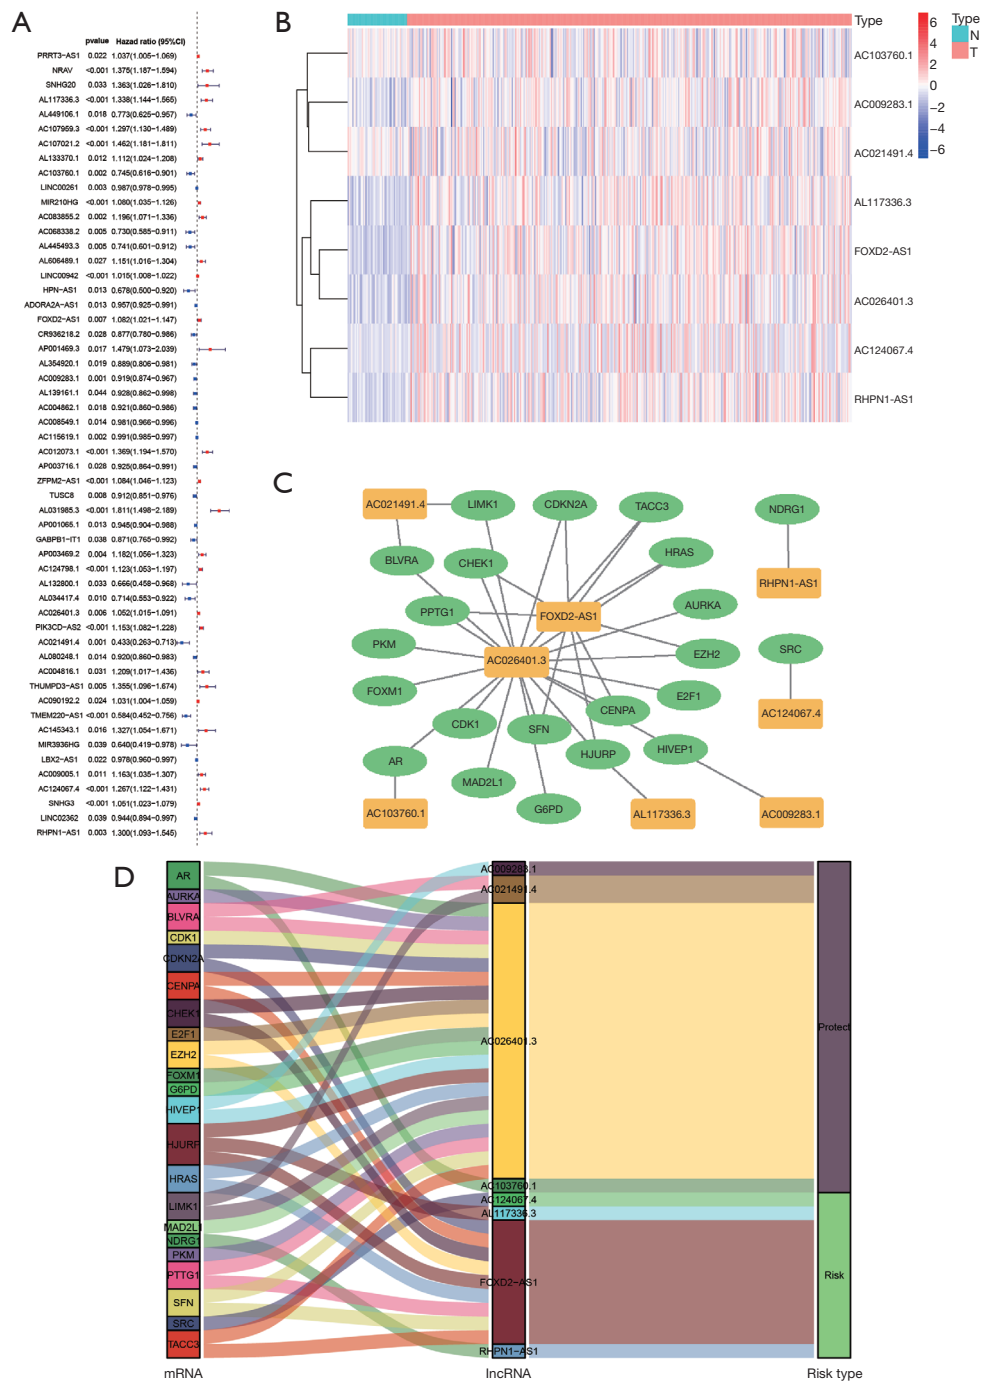 A
pvalue Hazad ratio (95%CI)
PRRT3−AS1 0.022 1.037(1.005−1.069)
NRAV <0.001 1.375(1.187−1.594)
SNHG20 0.033 1.363(1.026−1.810)
AL117336.3 <0.001 1.338(1.144−1.565)
AL449106.1 0.018 0.773(0.625−0.957)
AC107959.3 <0.001 1.297(1.130−1.489)
AC107021.2 <0.001 1.462(1.181−1.811)
AL133370.1 0.012 1.112(1.024−1.208)
AC103760.1 0.002 0.745(0.616−0.901)
LINC00261 0.003 0.987(0.978−0.995)
MIR210HG <0.001 1.080(1.035−1.126)
AC083855.2 0.002 1.196(1.071−1.336)
AC068338.2 0.005 0.730(0.585−0.911)
AL445493.3 0.005 0.741(0.601−0.912)
AL606489.1 0.027 1.151(1.016−1.304)
LINC00942 <0.001 1.015(1.008−1.022)
HPN−AS1 0.013 0.678(0.500−0.920)
ADORA2A−AS1 0.013 0.957(0.925−0.991)
FOXD2−AS1 0.007 1.082(1.021−1.147)
CR936218.2 0.028 0.877(0.780−0.986)
AP001469.3 0.017 1.479(1.073−2.039)
AL354920.1 0.019 0.889(0.806−0.981)
AC009283.1 0.001 0.919(0.874−0.967)
AL139161.1 0.044 0.928(0.862−0.998)
AC004862.1 0.018 0.921(0.860−0.986)
AC008549.1 0.014 0.981(0.966−0.996)
AC115619.1 0.002 0.991(0.985−0.997)
AC012073.1 <0.001 1.369(1.194−1.570)
AP003716.1 0.028 0.925(0.864−0.991)
ZFPM2−AS1 <0.001 1.084(1.046−1.123)
TUSC8 0.008 0.912(0.851−0.976)
AL031985.3 <0.001 1.811(1.498−2.189)
AP001065.1 0.013 0.945(0.904−0.988)
GABPB1−IT1 0.038 0.871(0.765−0.992)
AP003469.2 0.004 1.182(1.056−1.323)
AC124798.1 <0.001 1.123(1.053−1.197)
AL132800.1 0.033 0.666(0.458−0.968)
AL034417.4 0.010 0.714(0.553−0.922)
AC026401.3 0.006 1.052(1.015−1.091)
PIK3CD−AS2 <0.001 1.153(1.082−1.228)
AC021491.4 0.001 0.433(0.263−0.713)
AL080248.1 0.014 0.920(0.860−0.983)
AC004816.1 0.031 1.209(1.017−1.436)
THUMPD3−AS1 0.005 1.355(1.096−1.674)
AC090192.2 0.024 1.031(1.004−1.059)
TMEM220−AS1 <0.001 0.584(0.452−0.756)
AC145343.1 0.016 1.327(1.054−1.671)
MIR3936HG 0.039 0.640(0.419−0.978)
LBX2−AS1 0.022 0.978(0.960−0.997)
AC009005.1 0.011 1.163(1.035−1.307)
AC124067.4 <0.001 1.267(1.122−1.431)
SNHG3 <0.001 1.051(1.023−1.079)
LINC02362 0.039 0.944(0.894−0.997)
RHPN1−AS1 0.003 1.300(1.093−1.545)
B
Type
AC103760.1
AC009283.1
AC021491.4
AL117336.3
FOXD2−AS1
AC026401.3
AC124067.4
RHPN1−AS1
6
4
2
0
−2
−4
−6
Type
N
T
C
AC021491.4 LIMK1 CDKN2A TACC3 NDRG1
BLVRA CHEK1 HRAS
RHPN1−AS1
PPTG1 FOXD2−AS1 AURKA
PKM AC026401.3 EZH2 SRC
FOXM1 E2F1
CDK1 SFN CENPA AC124067.4
AR HJURP HIVEP1
MAD2L1
AC103760.1 G6PD AL117336.3 AC009283.1
D
AR
AURKA
BLVRA
CDK1
CDKN2A
CENPA
CHEK1
E2F1
EZH2
FOXM1
G6PD
HIVEP1
HJURP
HRAS
LIMK1
MAD2L1
NDRG1
PKM
PTTG1
SFN
SRC
TACC3
mRNA
AC009283.1
AC021491.4
AC026401.3
AC103760.1
AC124067.4
AL117336.3
FOXD2−AS1
RHPN1−AS1
lncRNA
Protect
Risk
Risk type